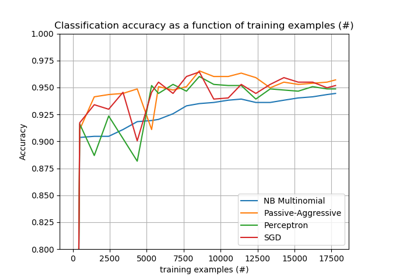 Classification accuracy as a function of training examples (#)
1.000
0.975
0.950
0.925
0.900
0.875
0.850
0.825
0.800
Accuracy
NB Multinomial
Passive-Aggressive
Perceptron
SGD
0 2500 5000 7500 10000 12500 15000 17500
training examples (#)